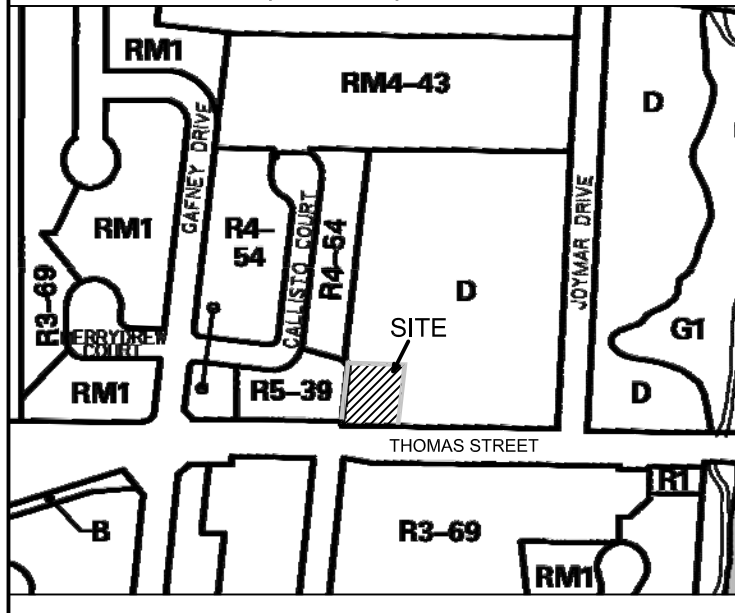 RM1
RM4-43
D
GAFNEY DRIVE
JOYMAR DRIVE
RM1
R4-
54
CALLISTO COURT
R4-54
D
R3-69
SITE
G1
COURT
RM1
R5-39
D
THOMAS STREET
R1
B
R3-69
RM1